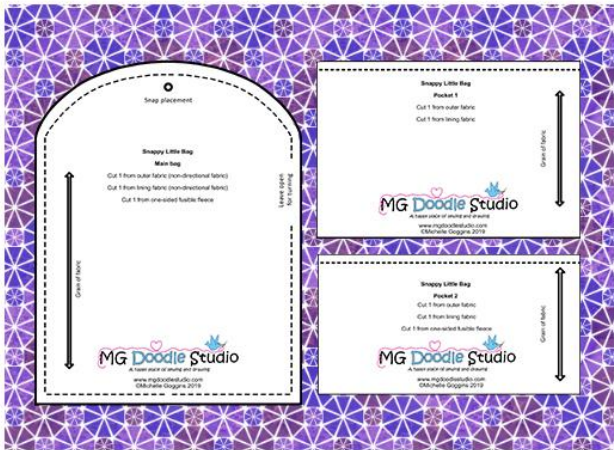 Snap placement
Snappy Little Bag
Main bag
Cut 1 from outer fabric (non-directional fabric)
Cut 1 from lining fabric (non-directional fabric)
Cut 1 from one-sided fusible fleece
Leave open
for turning
Grain of fabric
MG Doodle Studio
A happy place of sewing and drawing
www.mgdoodlestudio.com
©Michelle Goggins 2019
Snappy Little Bag
Pocket 1
Cut 1 from outer fabric
Cut 1 from lining fabric
Grain of fabric
MG Doodle Studio
A happy place of sewing and drawing
www.mgdoodlestudio.com
©Michelle Goggins 2019
Snappy Little Bag
Pocket 2
Cut 1 from outer fabric
Cut 1 from lining fabric
Cut 1 from one-sided fusible fleece
Grain of fabric
MG Doodle Studio
A happy place of sewing and drawing
www.mgdoodlestudio.com
©Michelle Goggins 2019